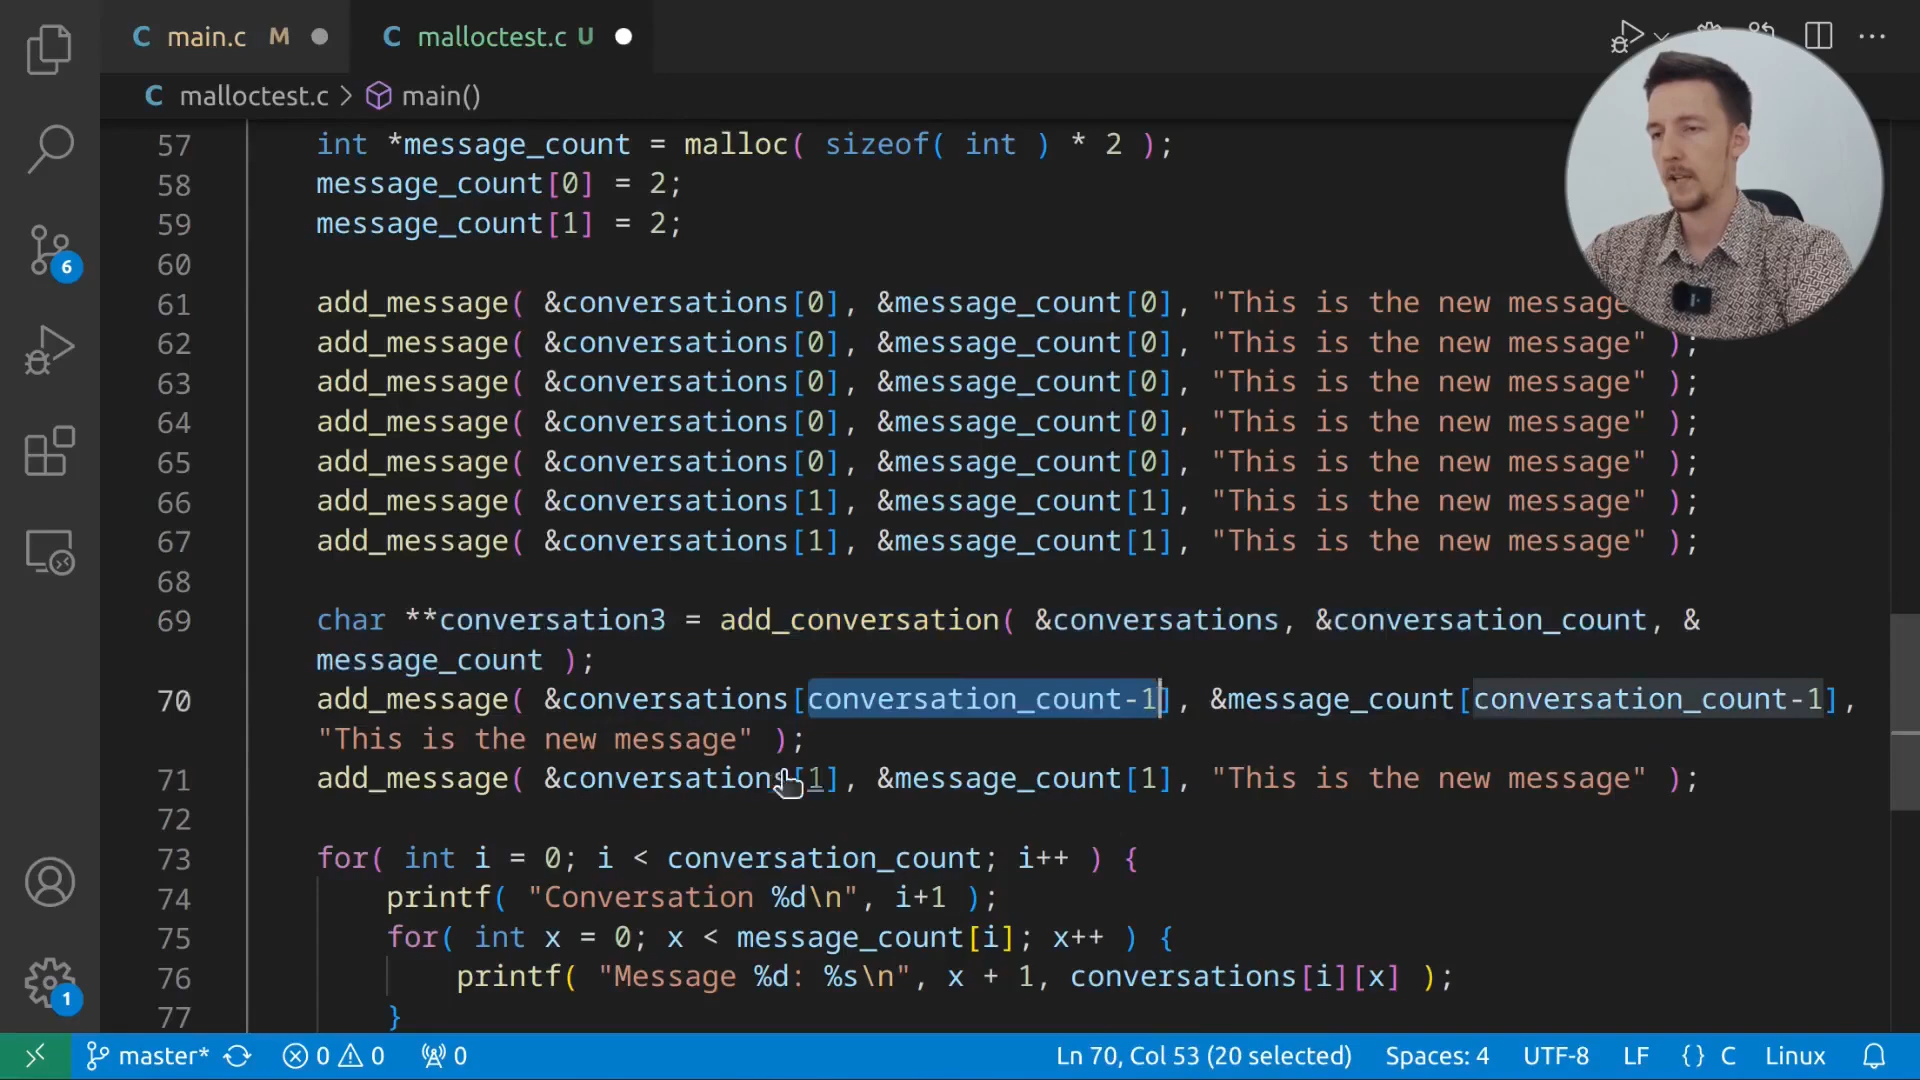 C main.c M
C malloctest.c U
C malloctest.c > main()
57 int *message_count = malloc( sizeof( int ) * 2 );
58 message_count[0] = 2;
59 message_count[1] = 2;
60
61 add_message( &conversations[0], &message_count[0], "This is the new message
62 add_message( &conversations[0], &message_count[0], "This is the new message" );
63 add_message( &conversations[0], &message_count[0], "This is the new message" );
64 add_message( &conversations[0], &message_count[0], "This is the new message" );
65 add_message( &conversations[0], &message_count[0], "This is the new message" );
66 add_message( &conversations[1], &message_count[1], "This is the new message" );
67 add_message( &conversations[1], &message_count[1], "This is the new message" );
68
69 char **conversation3 = add_conversation( &conversations, &conversation_count, &
message_count );
70 add_message( &conversations[conversation_count-1], &message_count[conversation_count-1],
"This is the new message" );
71 add_message( &conversations[1], &message_count[1], "This is the new message" );
72
73 for( int i = 0; i < conversation_count; i++ ) {
74 printf( "Conversation %d\n", i+1 );
75 for( int x = 0; x < message_count[i]; x++ ) {
76 printf( "Message %d: %s\n", x + 1, conversations[i][x] );
77 }
6
1
master* 0 0 0 Ln 70, Col 53 (20 selected) Spaces: 4 UTF-8 LF {} C Linux